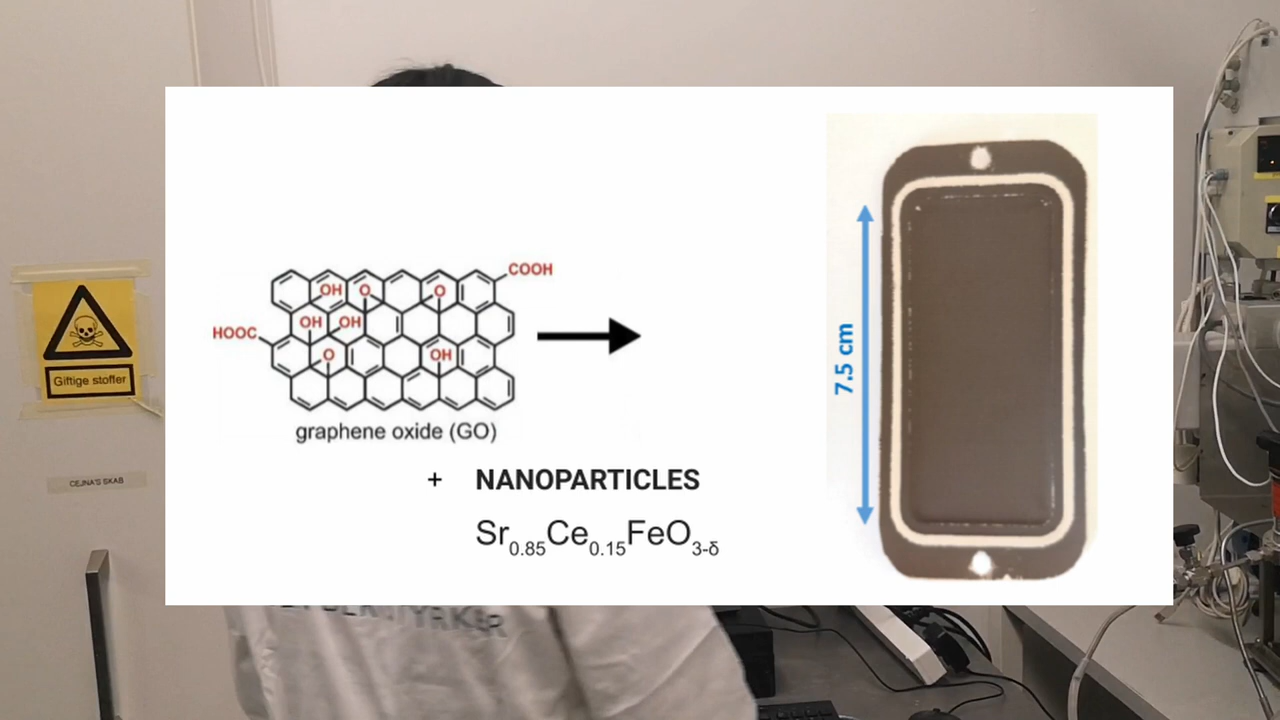 COOH
OH
O
O
HOOC
OH
OH
O
OH
graphene oxide (GO)
+ NANOPARTICLES
Sr0.85Ce0.15FeO3-δ
7.5 cm
Giftige stoffer
CEJNA'S SKAB